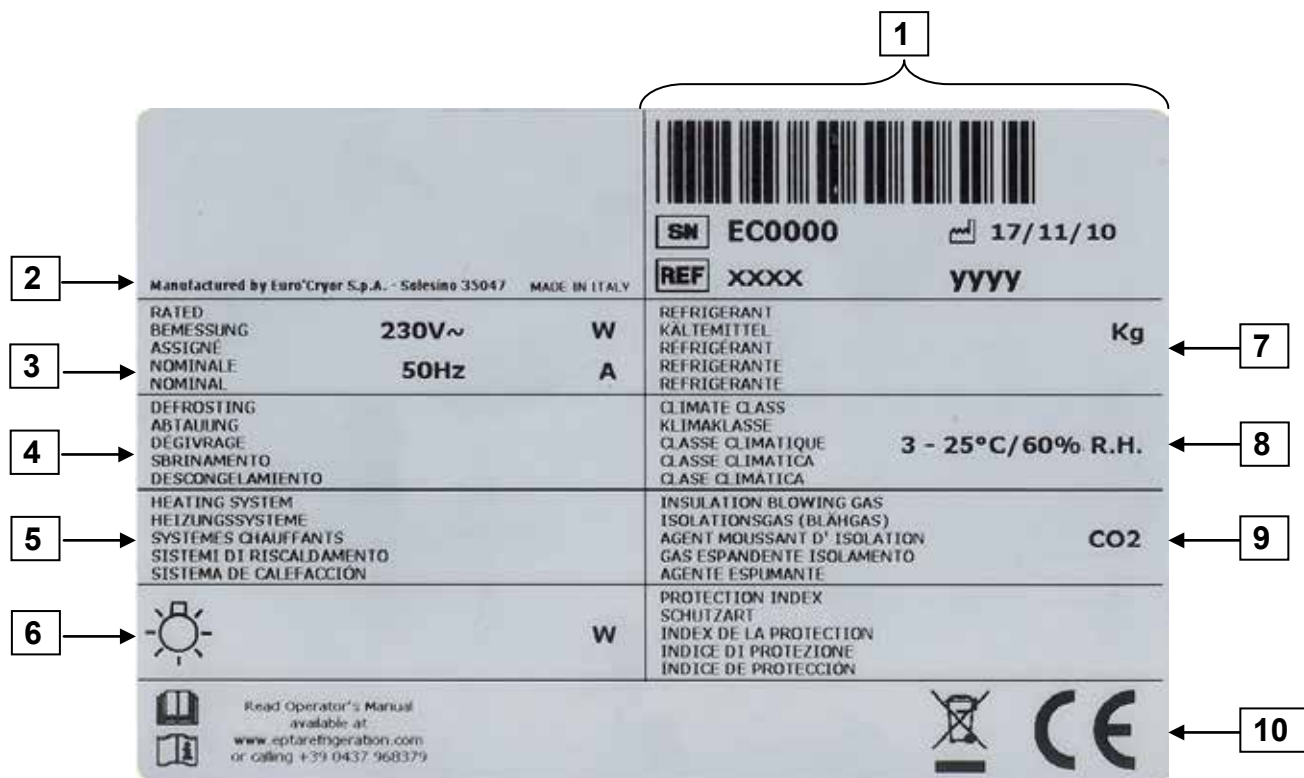 1
SN EC0000 17/11/10
REF xxxx yyyy
2
Manufactured by Euro'Cryor S.p.A. - Solesino 35047 MADE IN ITALY
3
RATED
BEMESSUNG
ASSIGNÉ
NOMINALE
NOMINAL
230V~ W
50Hz A
REFRIGERANT
KÄLTEMITTEL
RÉFRIGÉRANT
REFRIGERANTE
REFRIGERANTE
Kg
7
4
DEFROSTING
ABTAUUNG
DÉGIVRAGE
SBRINAMENTO
DESCONGELAMIENTO
CLIMATE CLASS
KLIMAKLASSE
CLASSE CLIMATIQUE
CLASSE CLIMATICA
CLASE CLIMÁTICA
3 - 25°C/60% R.H.
8
5
HEATING SYSTEM
HEIZUNGSSYSTEME
SYSTEMES CHAUFFANTS
SISTEMI DI RISCALDAMENTO
SISTEMA DE CALEFACCIÓN
INSULATION BLOWING GAS
ISOLATIONSGAS (BLÄHGAS)
AGENT MOUSSANT D' ISOLATION
GAS ESPANDENTE ISOLAMENTO
AGENTE ESPUMANTE
CO2
9
6
W
PROTECTION INDEX
SCHUTZART
INDEX DE LA PROTECTION
INDICE DI PROTEZIONE
ÍNDICE DE PROTECCIÓN
Read Operator's Manual
available at
www.eptarefrigeration.com
or calling +39 0437 968379
CE
10